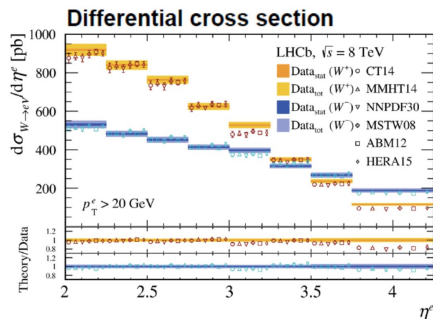 Differential cross section
dσ_{W→eν}/dη^e [pb]
1000
800
600
400
200
LHCb, √s = 8 TeV
Data_stat (W⁺)
Data_tot (W⁺)
Data_stat (W⁻)
Data_tot (W⁻)
CT14
MMHT14
NNPDF30
MSTW08
ABM12
HERA15
p_T^e > 20 GeV
Theory/Data
1.2
1
0.8
1.2
1
0.8
2 2.5 3 3.5 4
η^e